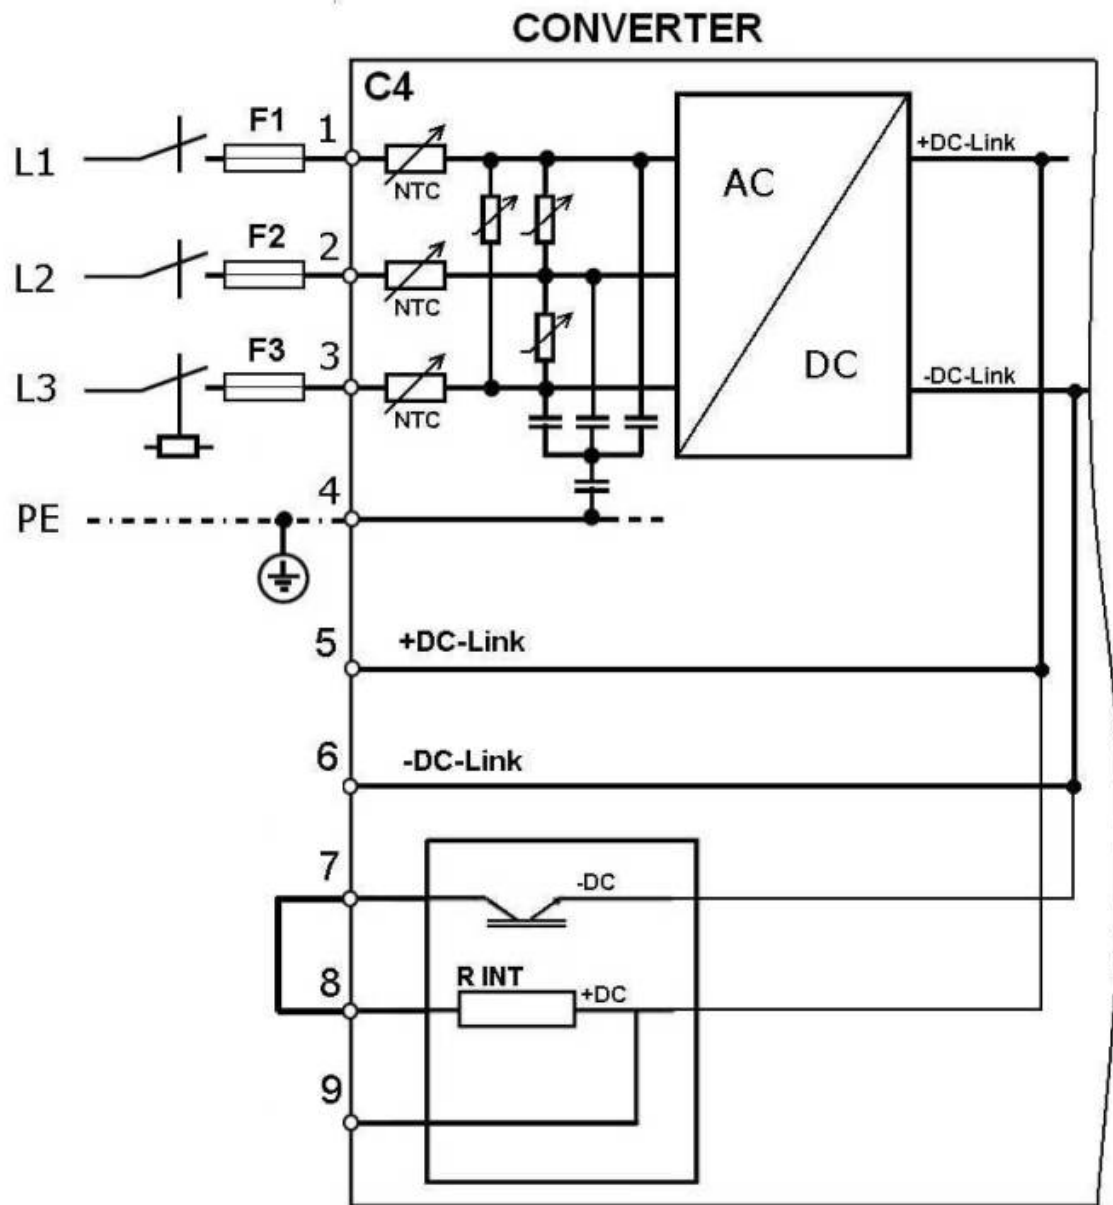 CONVERTER
C4
L1
F1
1
NTC
+DC-Link
AC
L2
F2
2
NTC
L3
F3
3
NTC
DC
-DC-Link
PE
4
5
+DC-Link
6
-DC-Link
7
-DC
8
R INT
+DC
9